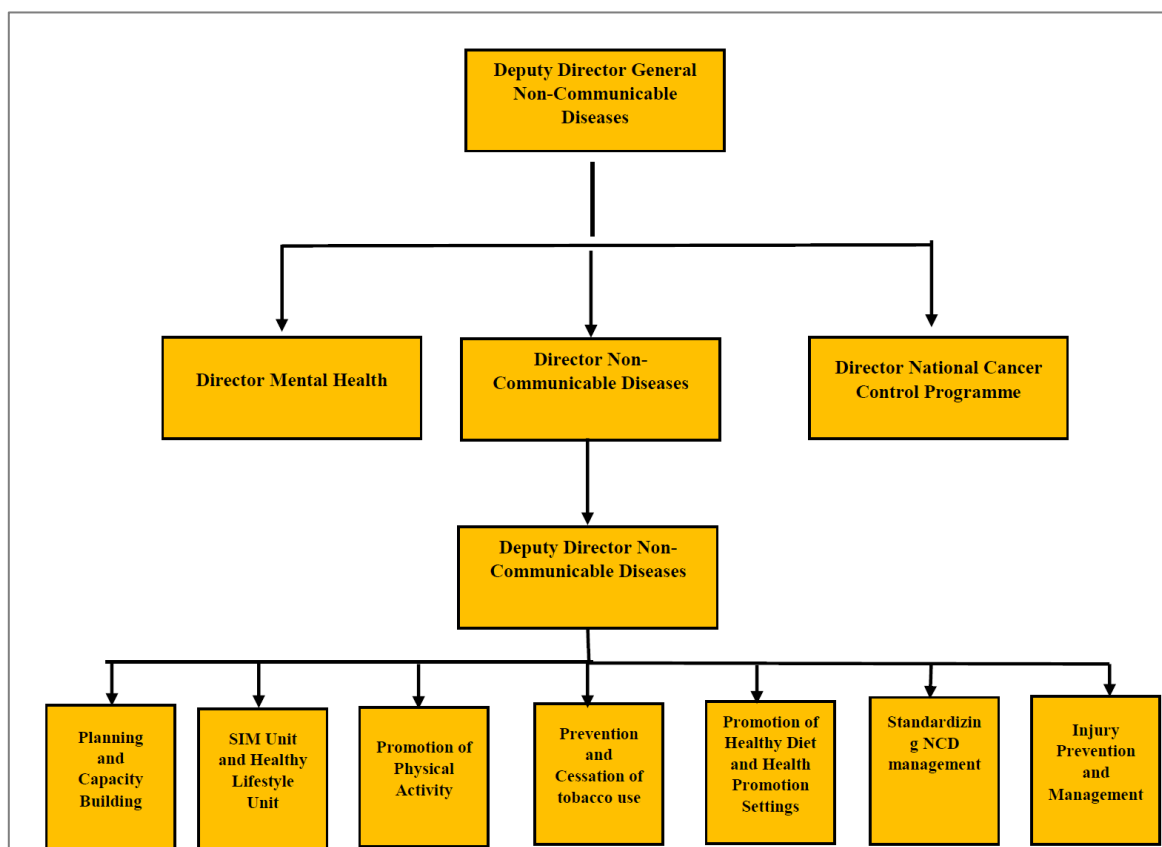 Deputy Director General
Non-Communicable
Diseases
Director Mental Health
Director Non-
Communicable Diseases
Director National Cancer
Control Programme
Deputy Director Non-
Communicable Diseases
Planning
and
Capacity
Building
SIM Unit
and Healthy
Lifestyle
Unit
Promotion of
Physical
Activity
Prevention
and
Cessation of
tobacco use
Promotion of
Healthy Diet
and Health
Promotion
Settings
Standardizin
g NCD
management
Injury
Prevention
and
Management